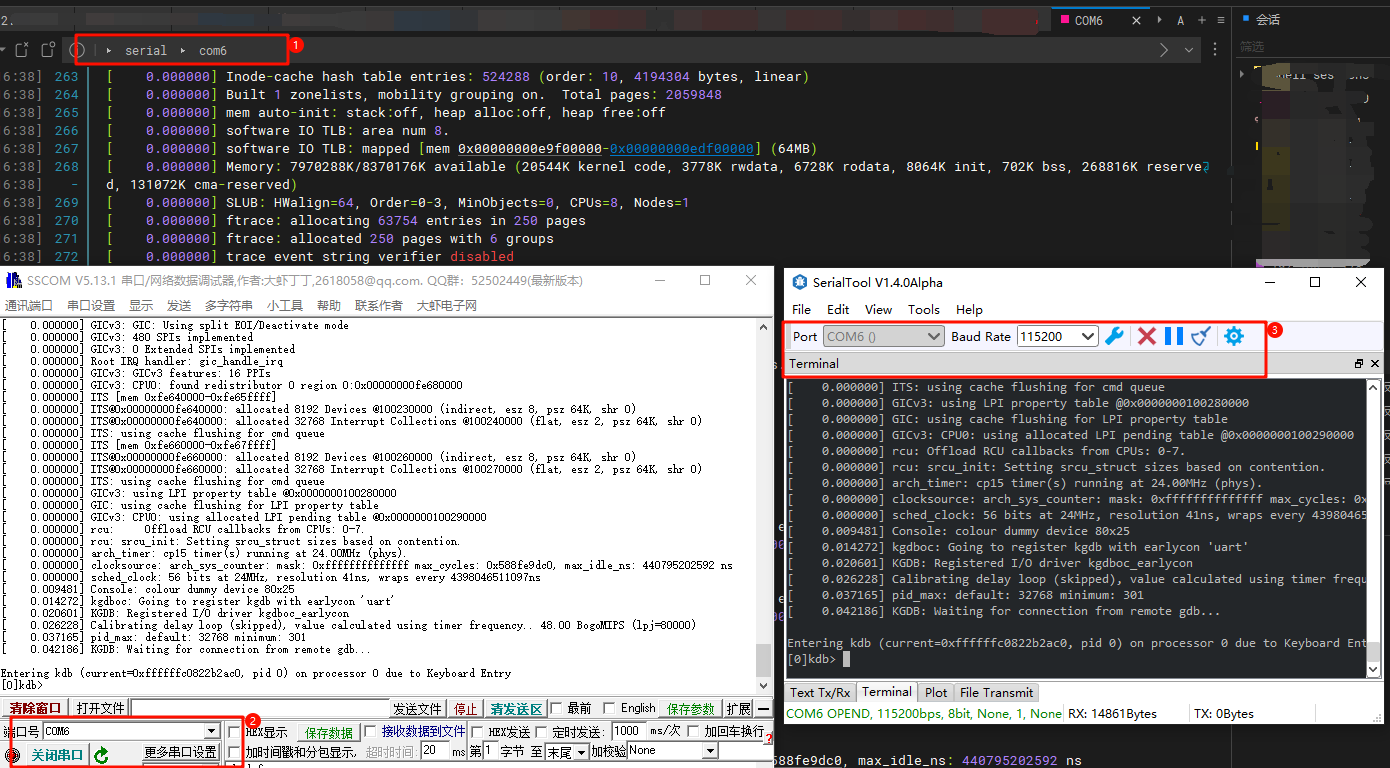 2.
COM6
A
会话
serial
com6
1
筛选
6:38] 263 [    0.000000] Inode-cache hash table entries: 524288 (order: 10, 4194304 bytes, linear)
6:38] 264 [    0.000000] Built 1 zonelists, mobility grouping on.  Total pages: 2059848
6:38] 265 [    0.000000] mem auto-init: stack:off, heap alloc:off, heap free:off
6:38] 266 [    0.000000] software IO TLB: area num 8.
6:38] 267 [    0.000000] software IO TLB: mapped [mem 0x00000000e9f00000-0x00000000edf00000] (64MB)
6:38] 268 [    0.000000] Memory: 7970288K/8370176K available (20544K kernel code, 3778K rwdata, 6728K rodata, 8064K init, 702K bss, 268816K reserve
6:38] - d, 131072K cma-reserved)
6:38] 269 [    0.000000] SLUB: HWalign=64, Order=0-3, MinObjects=0, CPUs=8, Nodes=1
6:38] 270 [    0.000000] ftrace: allocating 63754 entries in 250 pages
6:38] 271 [    0.000000] ftrace: allocated 250 pages with 6 groups
6:38] 272 [    0.000000] trace event string verifier disabled
SSCOM V5.13.1 串口/网络数据调试器,作者:大虾丁丁,2618058@qq.com. QQ群: 52502449(最新版本)
通讯端口 串口设置 显示 发送 多字符串 小工具 帮助 联系作者 大虾电子网
[    0.000000] GICv3: GIC: Using split EOI/Deactivate mode
[    0.000000] GICv3: 480 SPIs implemented
[    0.000000] GICv3: 0 Extended SPIs implemented
[    0.000000] Root IRQ handler: gic_handle_irq
[    0.000000] GICv3: GICv3 features: 16 PPIs
[    0.000000] GICv3: CPU0: found redistributor 0 region 0:0x00000000fe680000
[    0.000000] ITS [mem 0xfe640000-0xfe65ffff]
[    0.000000] ITS@0x00000000fe640000: allocated 8192 Devices @100230000 (indirect, esz 8, psz 64K, shr 0)
[    0.000000] ITS@0x00000000fe640000: allocated 32768 Interrupt Collections @100240000 (flat, esz 2, psz 64K, shr 0)
[    0.000000] ITS: using cache flushing for cmd queue
[    0.000000] ITS [mem 0xfe660000-0xfe67ffff]
[    0.000000] ITS@0x00000000fe660000: allocated 8192 Devices @100260000 (indirect, esz 8, psz 64K, shr 0)
[    0.000000] ITS@0x00000000fe660000: allocated 32768 Interrupt Collections @100270000 (flat, esz 2, psz 64K, shr 0)
[    0.000000] ITS: using cache flushing for cmd queue
[    0.000000] GICv3: using LPI property table @0x0000000100280000
[    0.000000] GIC: using cache flushing for LPI property table
[    0.000000] GICv3: CPU0: using allocated LPI pending table @0x0000000100290000
[    0.000000] rcu:     Offload RCU callbacks from CPUs: 0-7.
[    0.000000] rcu: srcu_init: Setting srcu_struct sizes based on contention.
[    0.000000] arch_timer: cp15 timer(s) running at 24.00MHz (phys).
[    0.000000] clocksource: arch_sys_counter: mask: 0xffffffffffffff max_cycles: 0x588fe9dc0, max_idle_ns: 440795202592 ns
[    0.000000] sched_clock: 56 bits at 24MHz, resolution 41ns, wraps every 4398046511097ns
[    0.009481] Console: colour dummy device 80x25
[    0.014272] kgdboc: Going to register kgdb with earlycon 'uart'
[    0.020601] KGDB: Registered I/O driver kgdboc_earlycon
[    0.026228] Calibrating delay loop (skipped), value calculated using timer frequency.. 48.00 BogoMIPS (lpj=80000)
[    0.037165] pid_max: default: 32768 minimum: 301
[    0.042186] KGDB: Waiting for connection from remote gdb...
Entering kdb (current=0xffffffc0822b2ac0, pid 0) on processor 0 due to Keyboard Entry
[0]kdb>
清除窗口 打开文件 发送文件 停止 清发送区 最前 English 保存参数 扩展
2
端口号 COM6 HEX显示 保存数据 接收数据到文件 HEX发送 定时发送: 1000 ms/次 加回车换行
关闭串口 更多串口设置 加时间戳和分包显示, 超时时间: 20 ms 第1 字节 至 末尾 加校验 None
SerialTool V1.4.0Alpha
File Edit View Tools Help
Port COM6 () Baud Rate 115200
3
Terminal
[    0.000000] ITS: using cache flushing for cmd queue
[    0.000000] GICv3: using LPI property table @0x0000000100280000
[    0.000000] GIC: using cache flushing for LPI property table
[    0.000000] GICv3: CPU0: using allocated LPI pending table @0x0000000100290000
[    0.000000] rcu: Offload RCU callbacks from CPUs: 0-7.
[    0.000000] rcu: srcu_init: Setting srcu_struct sizes based on contention.
[    0.000000] arch_timer: cp15 timer(s) running at 24.00MHz (phys).
[    0.000000] clocksource: arch_sys_counter: mask: 0xffffffffffffff max_cycles: 0x
[    0.000000] sched_clock: 56 bits at 24MHz, resolution 41ns, wraps every 43980465
[    0.009481] Console: colour dummy device 80x25
[    0.014272] kgdboc: Going to register kgdb with earlycon 'uart'
[    0.020601] KGDB: Registered I/O driver kgdboc_earlycon
[    0.026228] Calibrating delay loop (skipped), value calculated using timer frequ
[    0.037165] pid_max: default: 32768 minimum: 301
[    0.042186] KGDB: Waiting for connection from remote gdb...
Entering kdb (current=0xffffffc0822b2ac0, pid 0) on processor 0 due to Keyboard Ent
[0]kdb>
Text Tx/Rx Terminal Plot File Transmit
COM6 OPEND, 115200bps, 8bit, None, 1, None RX: 14861Bytes TX: 0Bytes
588fe9dc0, max_idle_ns: 440795202592 ns